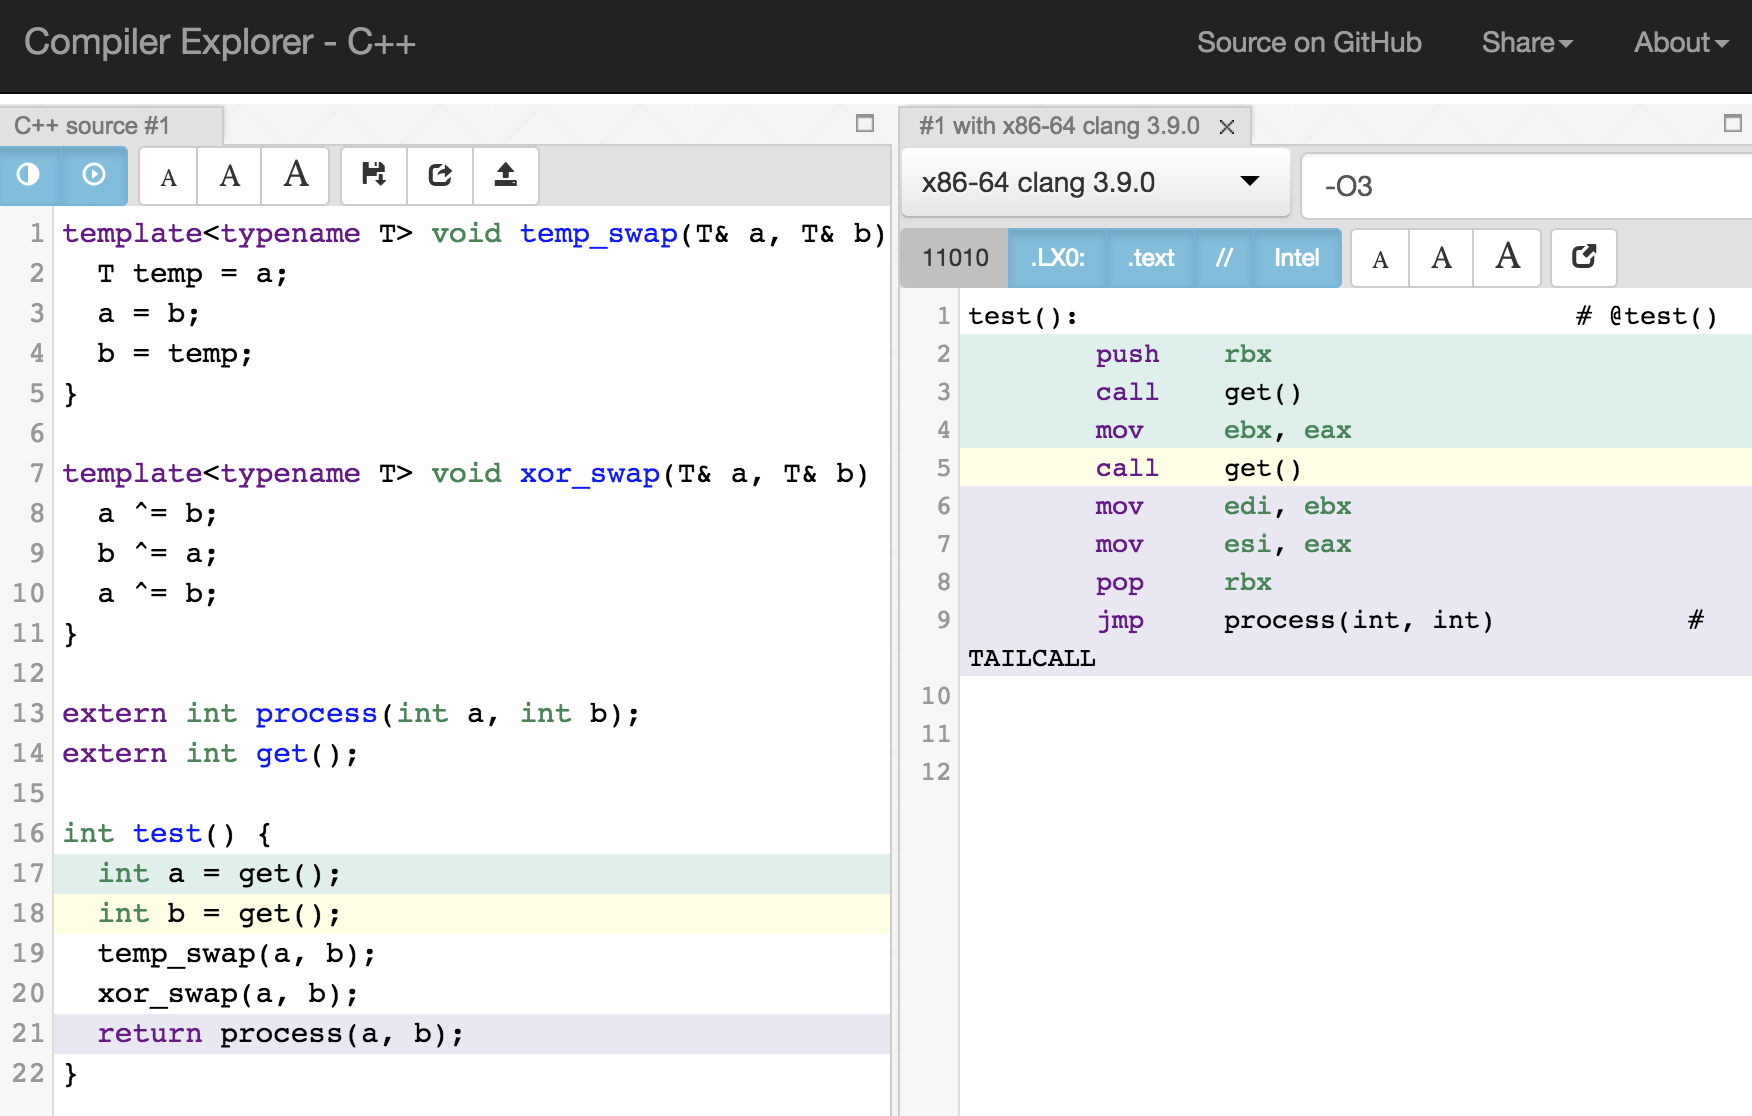 Compiler Explorer - C++
Source on GitHub
Share
About
C++ source #1
A A A
1 template<typename T> void temp_swap(T& a, T& b)
2   T temp = a;
3   a = b;
4   b = temp;
5 }
6
7 template<typename T> void xor_swap(T& a, T& b)
8   a ^= b;
9   b ^= a;
10   a ^= b;
11 }
12
13 extern int process(int a, int b);
14 extern int get();
15
16 int test() {
17   int a = get();
18   int b = get();
19   temp_swap(a, b);
20   xor_swap(a, b);
21   return process(a, b);
22 }
#1 with x86-64 clang 3.9.0 ×
x86-64 clang 3.9.0
-O3
11010 .LX0: .text // Intel A A A
1 test():                               # @test()
2         push    rbx
3         call    get()
4         mov     ebx, eax
5         call    get()
6         mov     edi, ebx
7         mov     esi, eax
8         pop     rbx
9         jmp     process(int, int)            #
TAILCALL
10
11
12